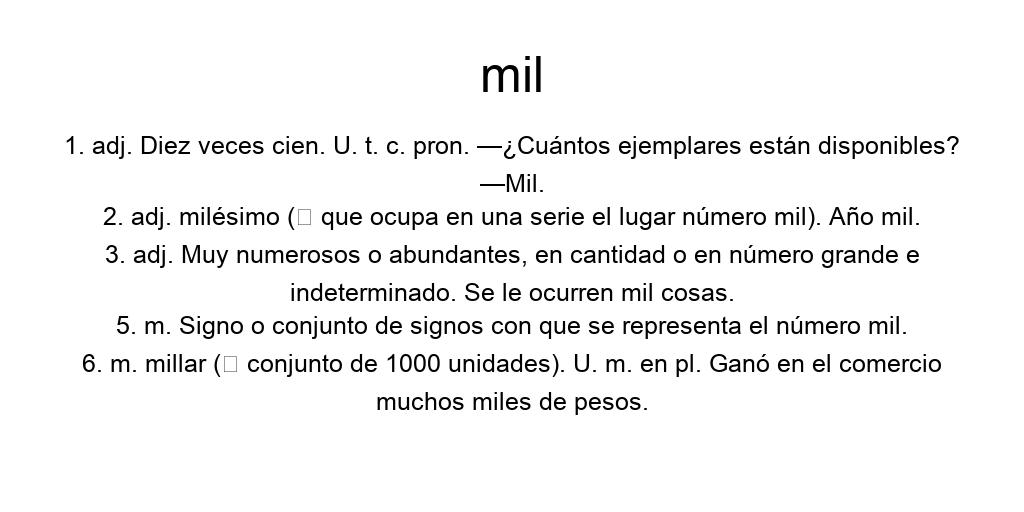 mil
1. adj. Diez veces cien. U. t. c. pron. —¿Cuántos ejemplares están disponibles?
—Mil.
2. adj. milésimo (□ que ocupa en una serie el lugar número mil). Año mil.
3. adj. Muy numerosos o abundantes, en cantidad o en número grande e
indeterminado. Se le ocurren mil cosas.
5. m. Signo o conjunto de signos con que se representa el número mil.
6. m. millar (□ conjunto de 1000 unidades). U. m. en pl. Ganó en el comercio
muchos miles de pesos.